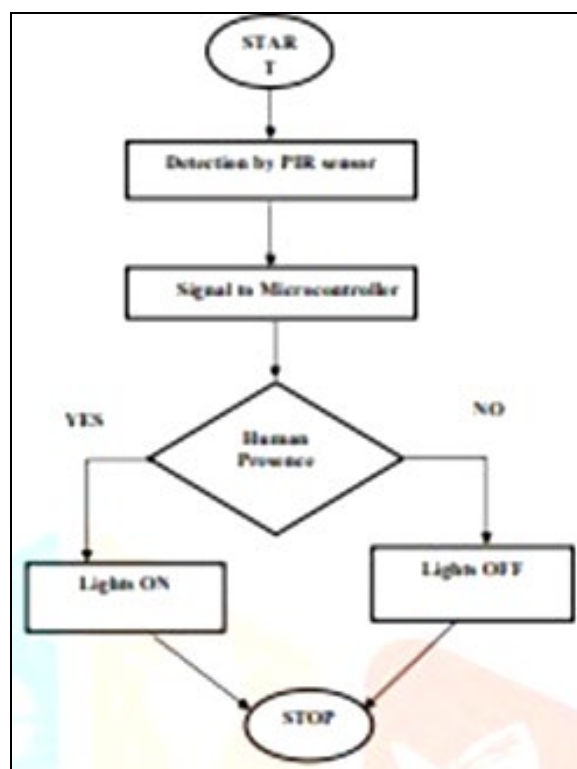 STAR
T
Detection by PIR sensor
Signal to Microcontroller
YES
NO
Human
Presence
Lights ON
Lights OFF
STOP